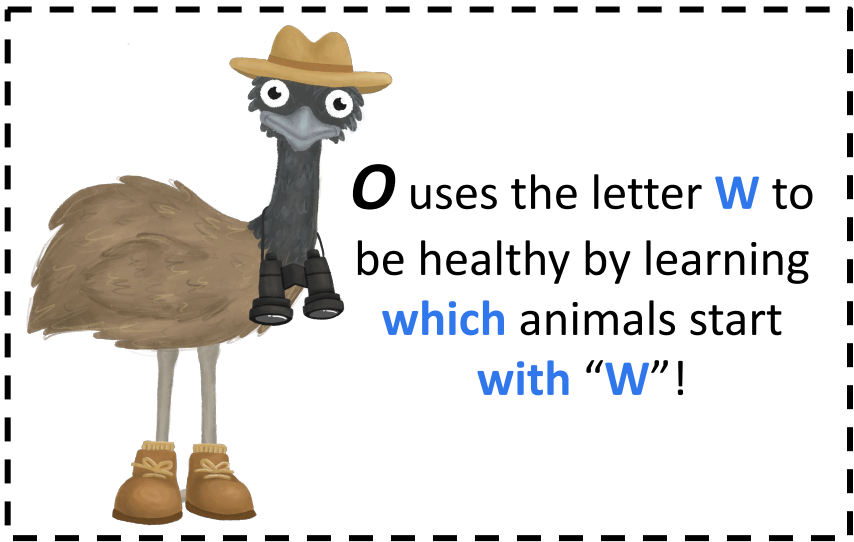 O uses the letter W to
be healthy by learning
which animals start
with “W”!